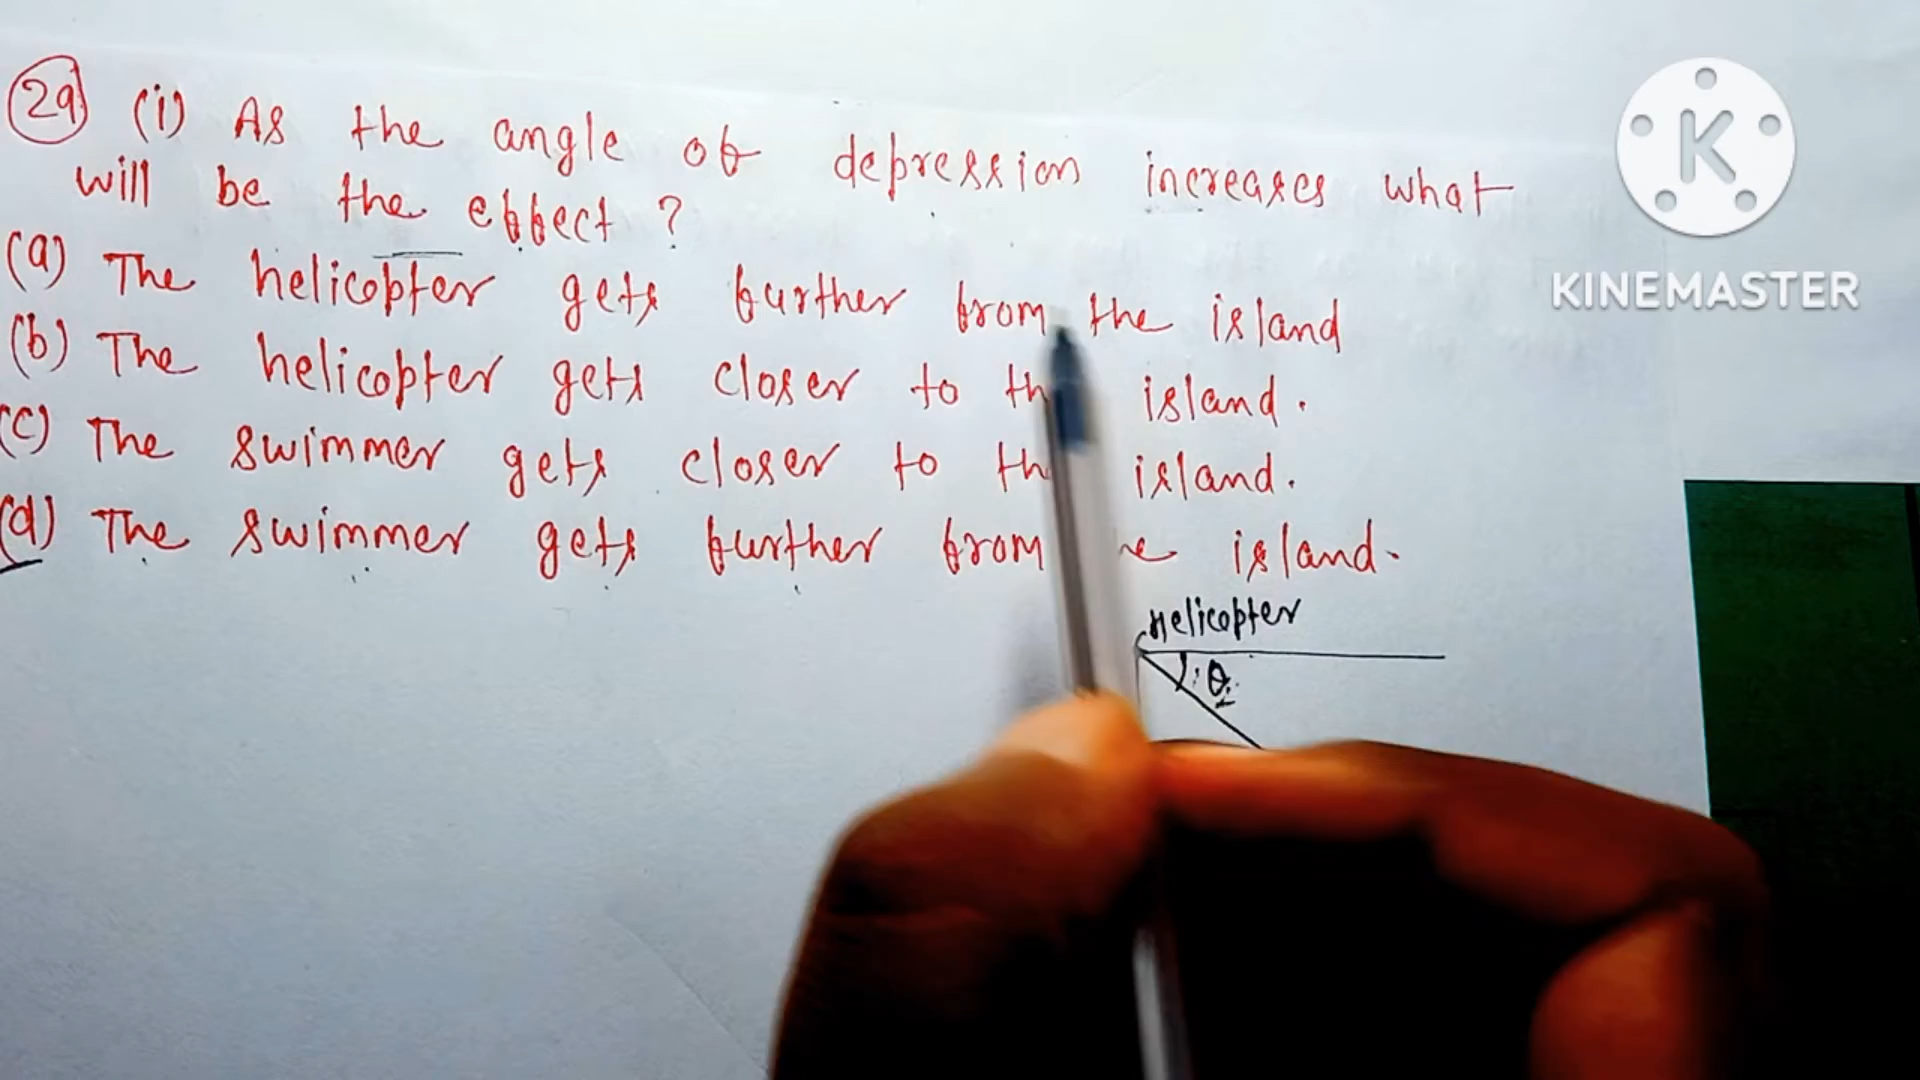 29 (i) As the angle of depression increases what
will be the effect ?
(a) The helicopter gets further from the island
(b) The helicopter gets closer to island.
(c) The swimmer gets closer to island.
(d) The swimmer gets further from island.
Helicopter
θ
K
KINEMASTER